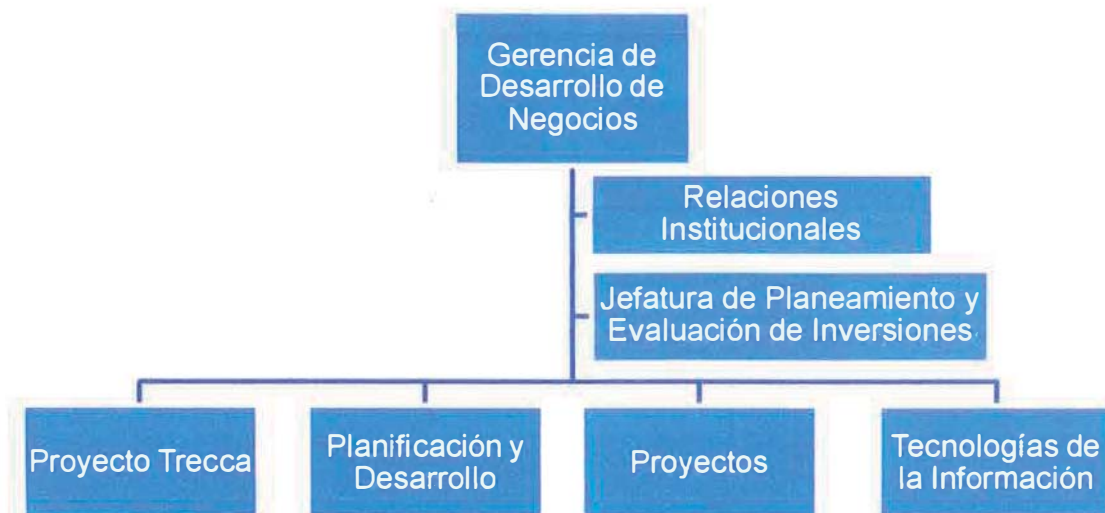 Gerencia de
Desarrollo de
Negocios
Relaciones
Institucionales
Jefatura de Planeamiento y
Evaluación de Inversiones
Proyecto Trecca
Planificación y
Desarrollo
Proyectos
Tecnologías de
la Información